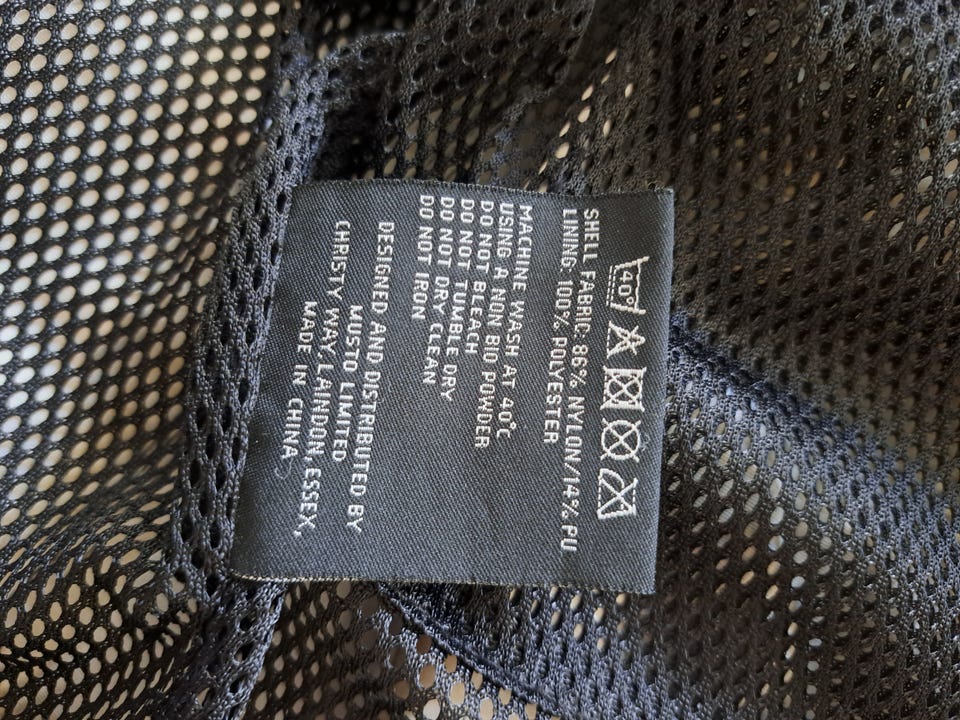 40°
SHELL FABRIC: 86% NYLON/14% PU
LINING: 100% POLYESTER
MACHINE WASH AT 40°C
USING A NON BIO POWDER
DO NOT BLEACH
DO NOT TUMBLE DRY
DO NOT DRY CLEAN
DO NOT IRON
DESIGNED AND DISTRIBUTED BY
MUSTO LIMITED
CHRISTY WAY, LAINDON, ESSEX,
MADE IN CHINA